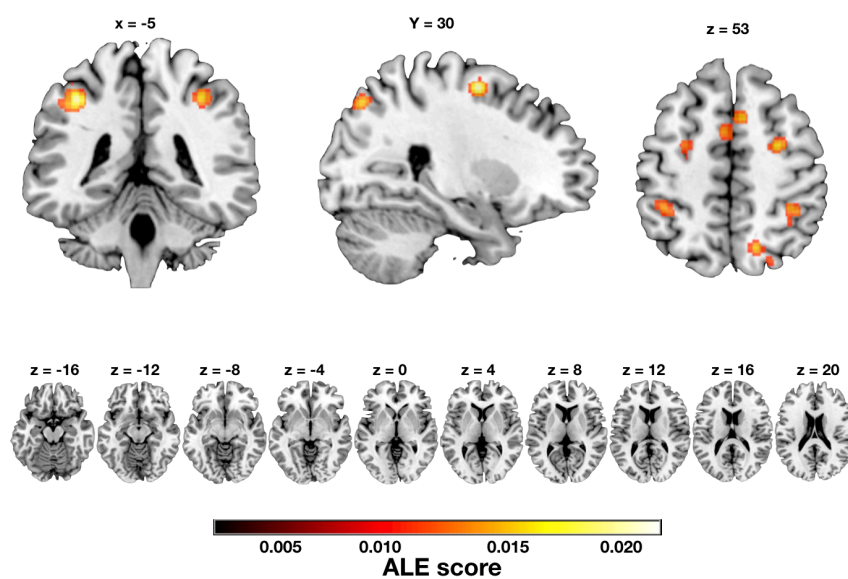 x = -5
Y = 30
z = 53
z = -16 z = -12 z = -8 z = -4 z = 0 z = 4 z = 8 z = 12 z = 16 z = 20
0.005 0.010 0.015 0.020
ALE score